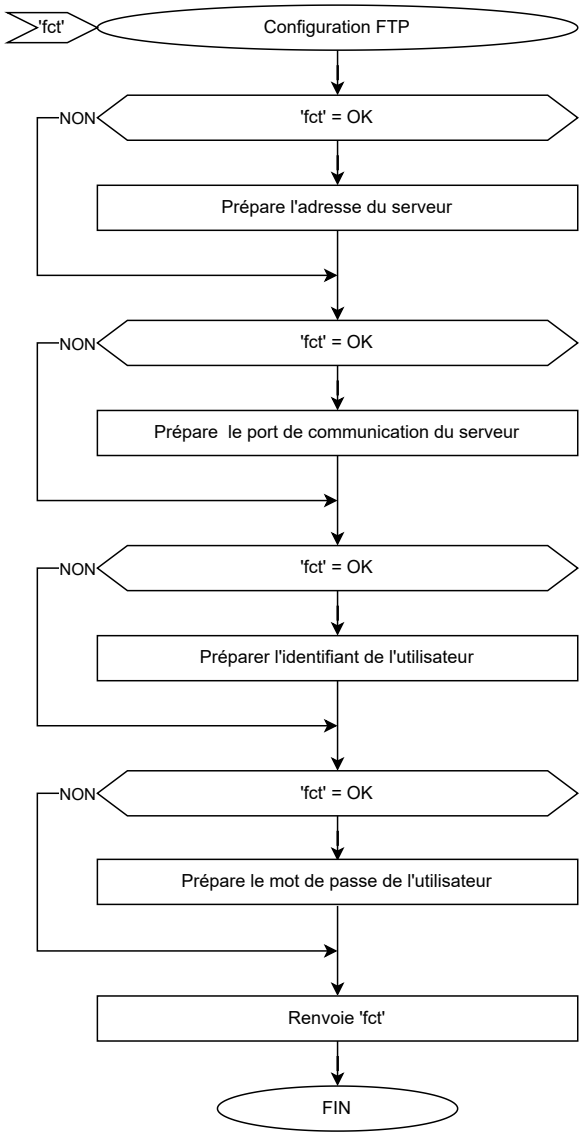 'fct'
Configuration FTP
'fct' = OK
NON
Prépare l'adresse du serveur
'fct' = OK
NON
Prépare  le port de communication du serveur
'fct' = OK
NON
Préparer l'identifiant de l'utilisateur
'fct' = OK
NON
Prépare le mot de passe de l'utilisateur
Renvoie 'fct'
FIN